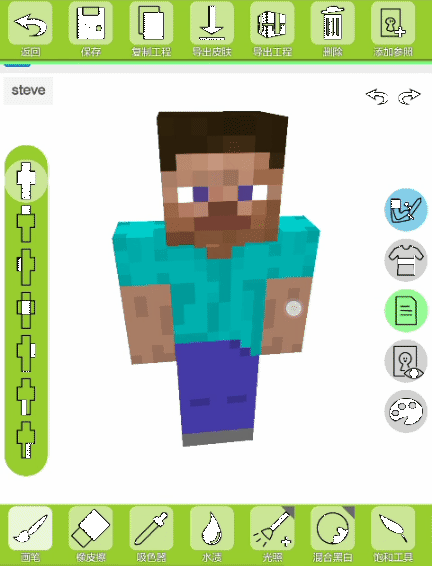 返回 保存 复制工程 导出皮肤 导出工程 删除 添加参照
steve
画笔 橡皮擦 吸色器 水渍 光照 混合黑白 饱和工具